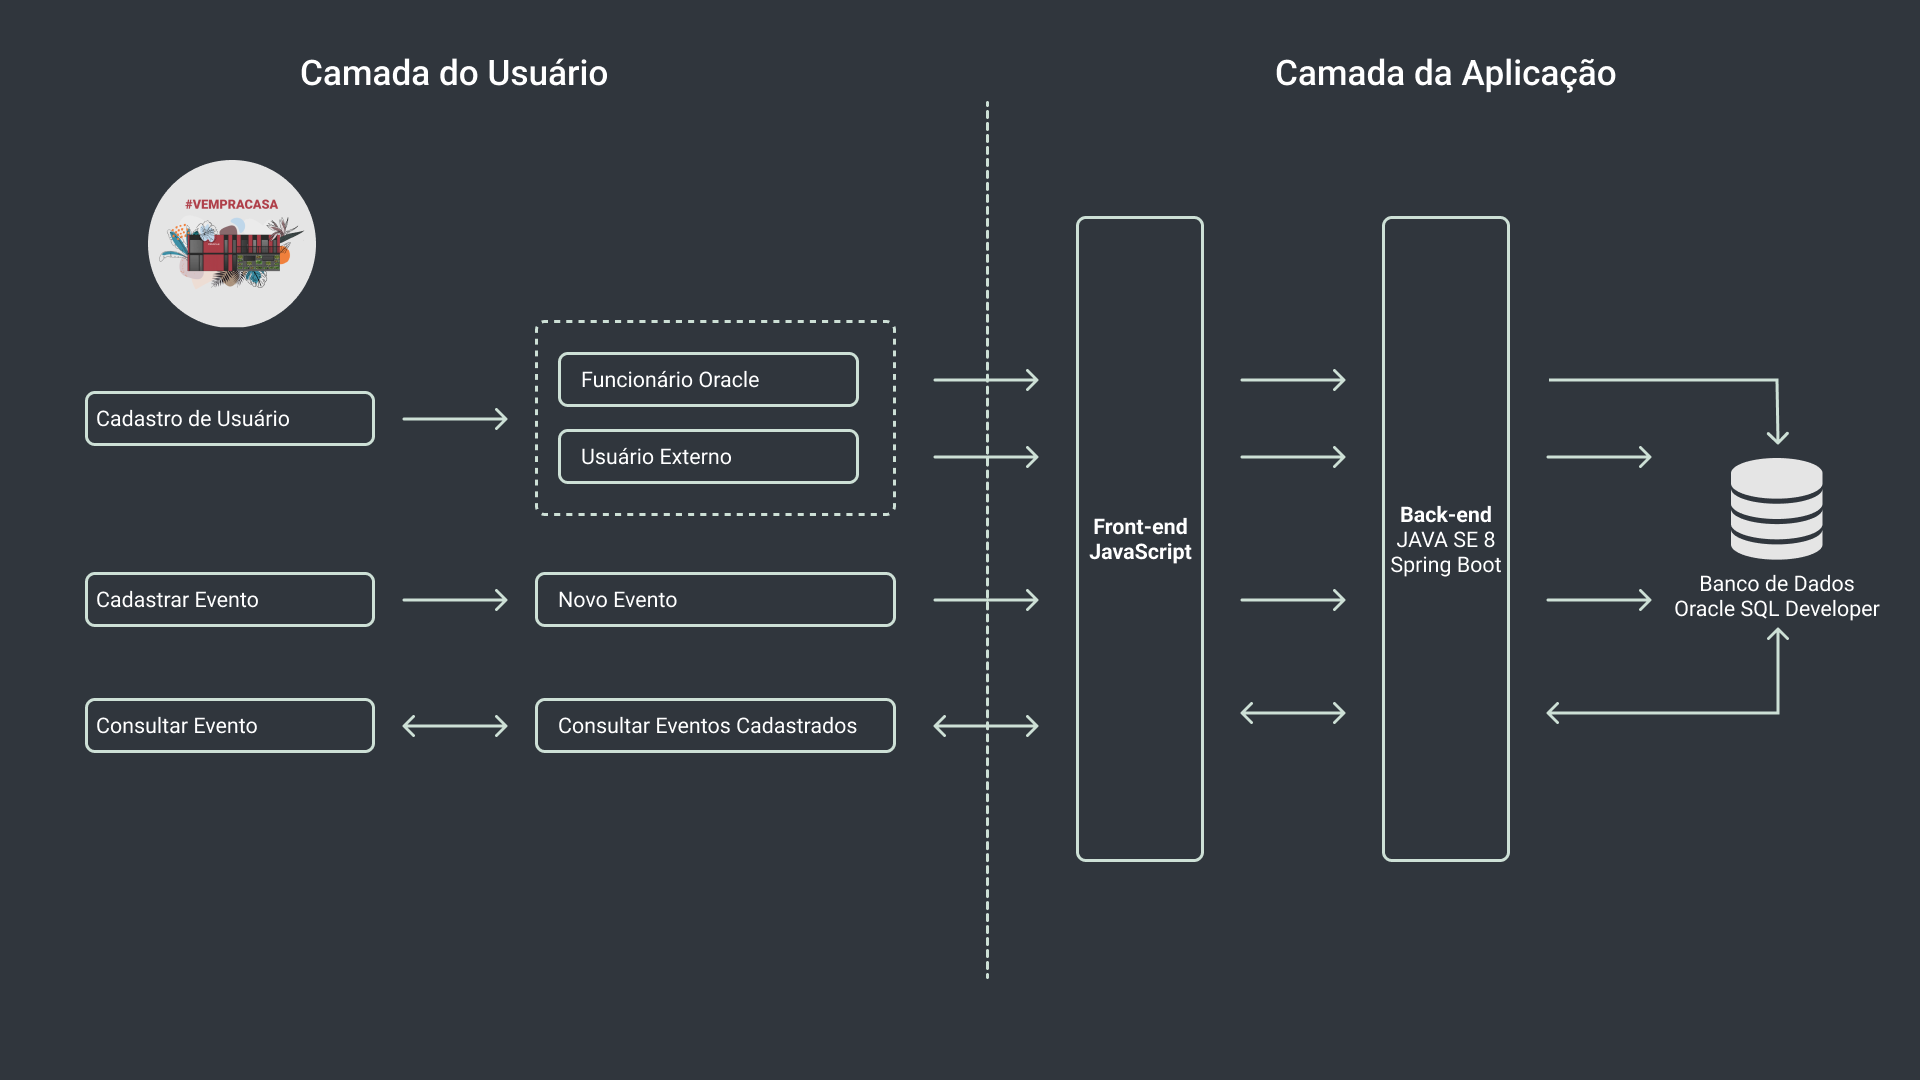 Camada do Usuário
Camada da Aplicação
#VEMPRACASA
Cadastro de Usuário
Funcionário Oracle
Usuário Externo
Cadastrar Evento
Novo Evento
Consultar Evento
Consultar Eventos Cadastrados
Front-end
JavaScript
Back-end
JAVA SE 8
Spring Boot
Banco de Dados
Oracle SQL Developer